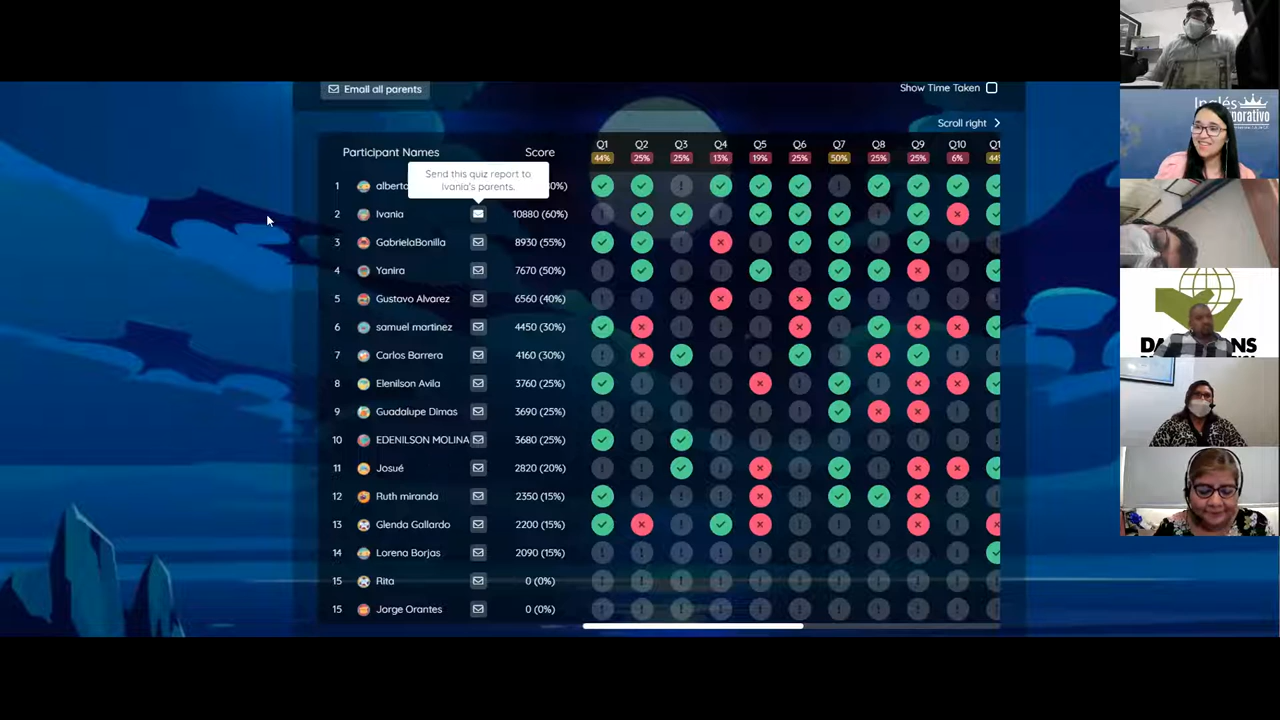 Email all parents
Show Time Taken
Scroll right
Participant Names Score Q1 Q2 Q3 Q4 Q5 Q6 Q7 Q8 Q9 Q10
44% 25% 25% 13% 19% 25% 50% 25% 25% 6% 44%
Send this quiz report to
Ivania's parents.
1 alberto
2 Ivania 10880 (60%)
3 GabrielaBonilla 8930 (55%)
4 Yanira 7670 (50%)
5 Gustavo Alvarez 6560 (40%)
6 samuel martinez 4450 (30%)
7 Carlos Barrera 4160 (30%)
8 Elenilson Avila 3760 (25%)
9 Guadalupe Dimas 3690 (25%)
10 EDENILSON MOLINA 3680 (25%)
11 Josué 2820 (20%)
12 Ruth miranda 2350 (15%)
13 Glenda Gallardo 2200 (15%)
14 Lorena Borjas 2090 (15%)
15 Rita 0 (0%)
15 Jorge Orantes 0 (0%)
Inglés